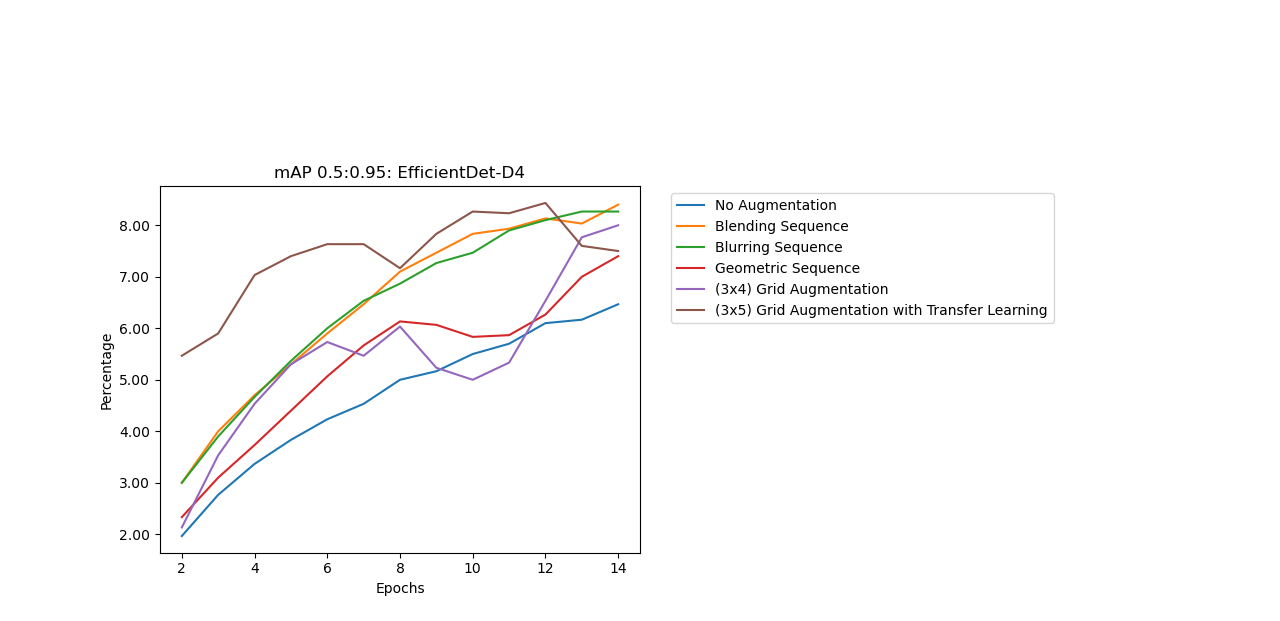 mAP 0.5:0.95: EfficientDet-D4
Percentage
8.00
7.00
6.00
5.00
4.00
3.00
2.00
2 4 6 8 10 12 14
Epochs
No Augmentation
Blending Sequence
Blurring Sequence
Geometric Sequence
(3x4) Grid Augmentation
(3x5) Grid Augmentation with Transfer Learning